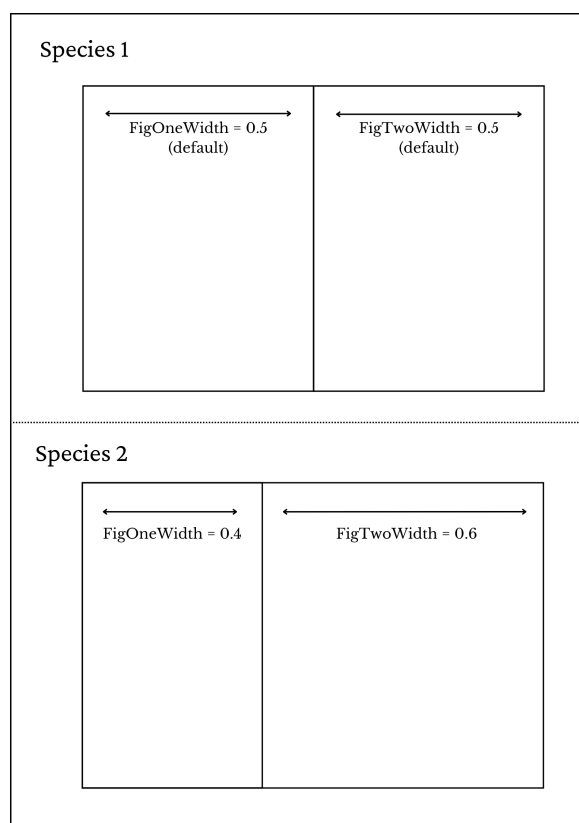 Species 1
FigOneWidth = 0.5
(default)
FigTwoWidth = 0.5
(default)
Species 2
FigOneWidth = 0.4
FigTwoWidth = 0.6